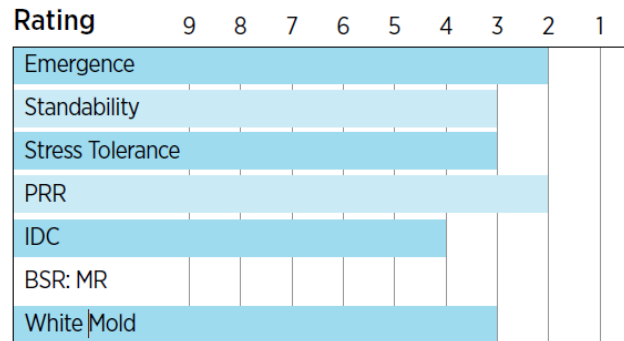 Rating 9 8 7 6 5 4 3 2 1
Emergence
Standability
Stress Tolerance
PRR
IDC
BSR: MR
White Mold